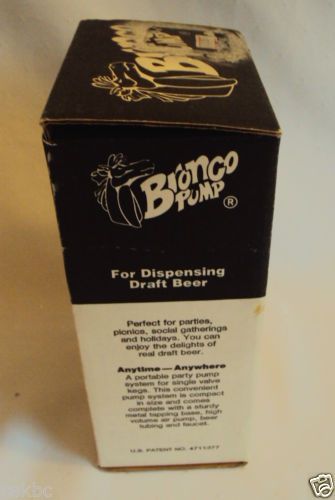 Bronco
PUMP ®
For Dispensing
Draft Beer
Perfect for parties,
picnics, social gatherings
and holidays. You can
enjoy the delights of
real draft beer.
Anytime — Anywhere
A portable party pump
system for single valve
kegs. This convenient
pump system is compact
in size and comes
complete with a sturdy
metal tapping base, high
volume air pump, beer
tubing and faucet.
U.S. PATENT NO. 4711377